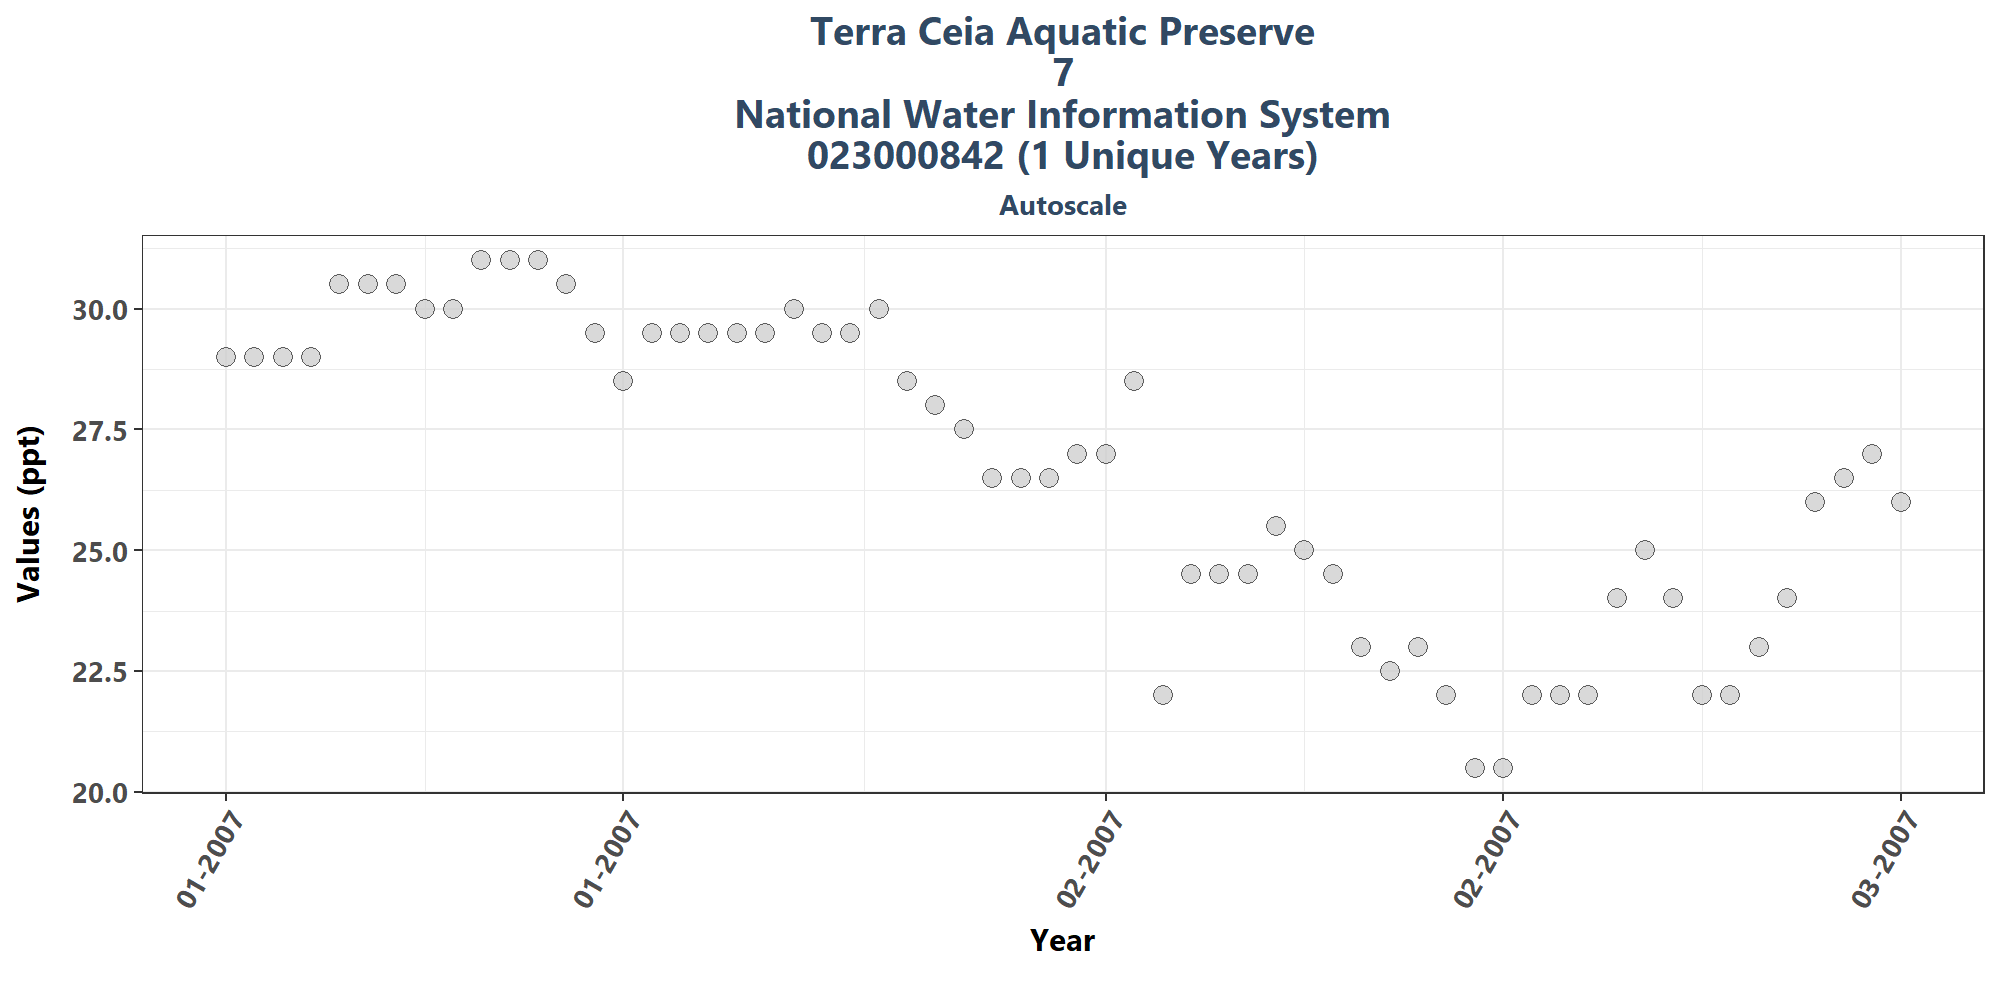 Terra Ceia Aquatic Preserve
7
National Water Information System
023000842 (1 Unique Years)
Autoscale
Values (ppt)
30.0
27.5
25.0
22.5
20.0
01-2007
01-2007
02-2007
02-2007
03-2007
Year